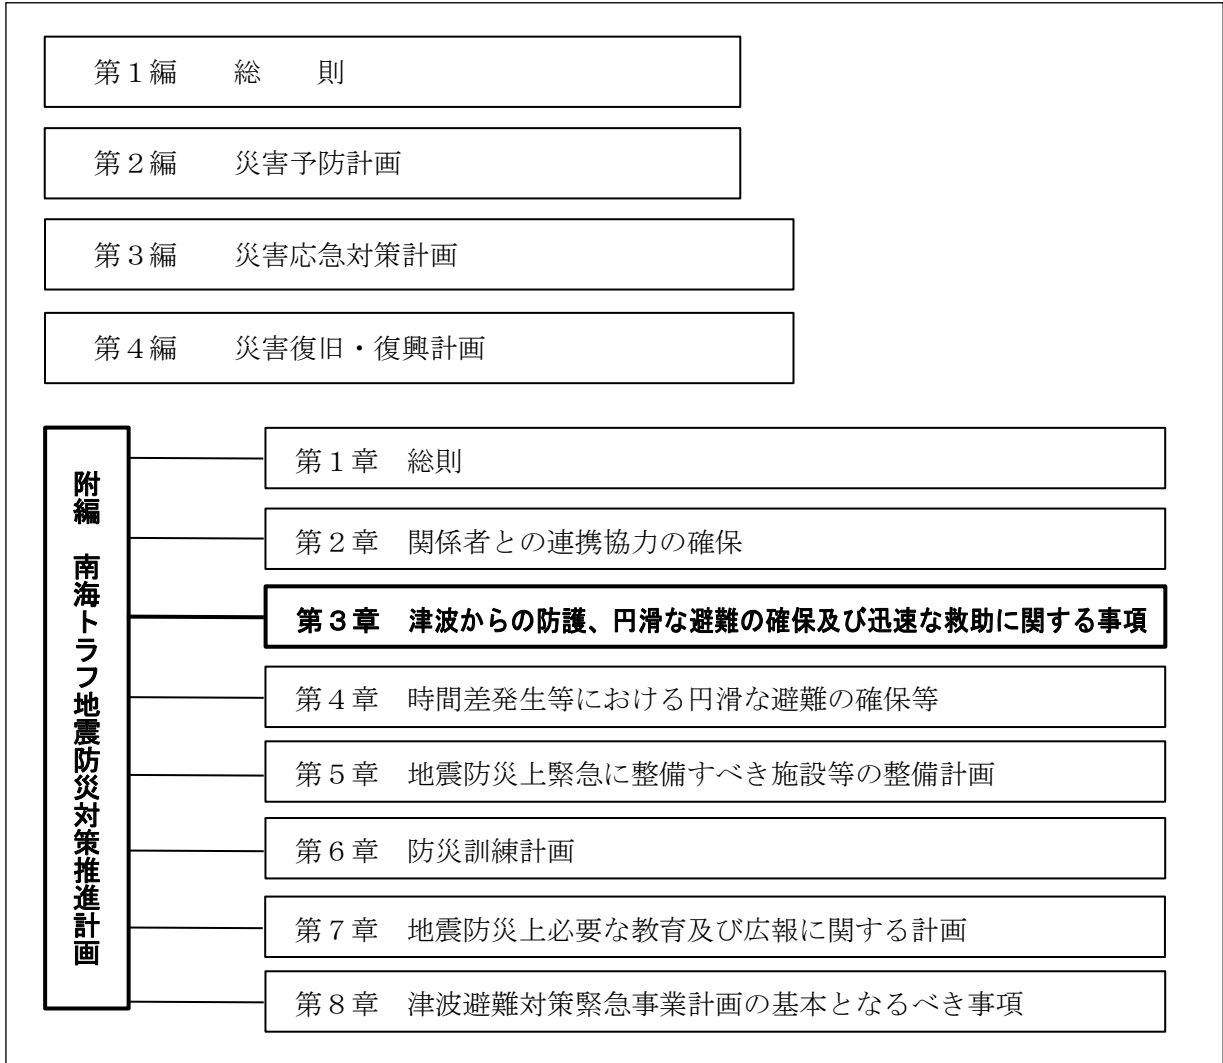 第１編　　総　　則
第２編　　災害予防計画
第３編　　災害応急対策計画
第４編　　災害復旧・復興計画
附編　南海トラフ地震防災対策推進計画
第１章　総則
第２章　関係者との連携協力の確保
第３章　津波からの防護、円滑な避難の確保及び迅速な救助に関する事項
第４章　時間差発生等における円滑な避難の確保等
第５章　地震防災上緊急に整備すべき施設等の整備計画
第６章　防災訓練計画
第７章　地震防災上必要な教育及び広報に関する計画
第８章　津波避難対策緊急事業計画の基本となるべき事項